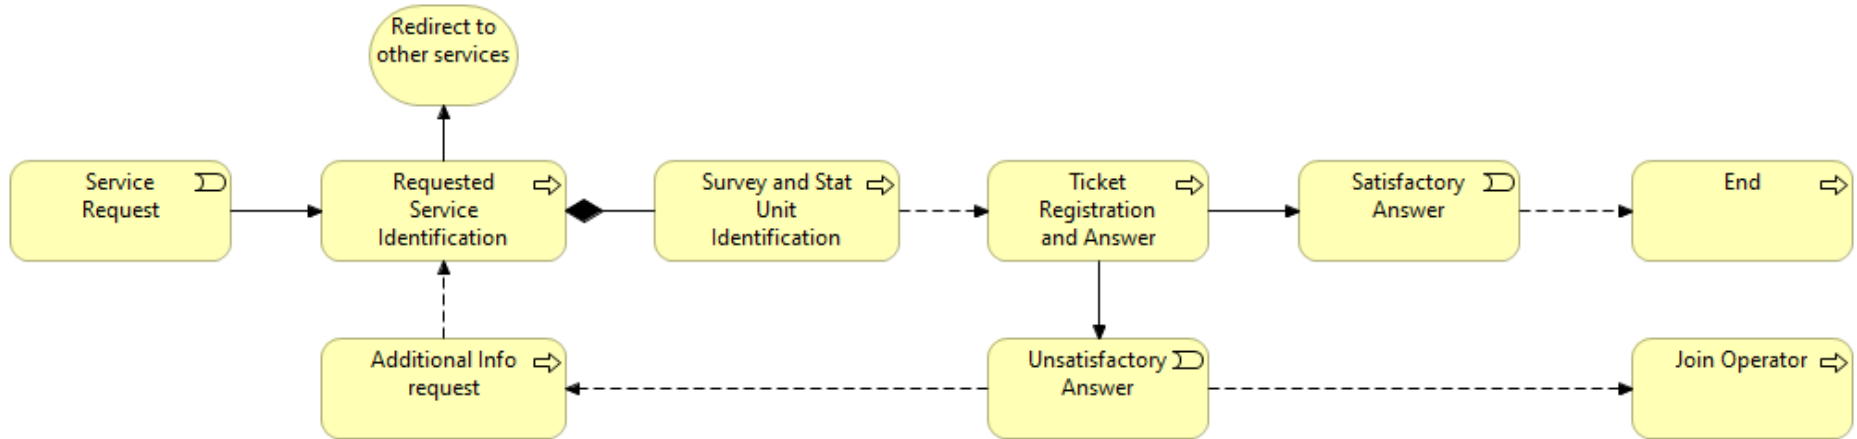 Redirect to
other services
Service
Request
Requested
Service
Identification
Survey and Stat
Unit
Identification
Ticket
Registration
and Answer
Satisfactory
Answer
End
Additional Info
request
Unsatisfactory
Answer
Join Operator